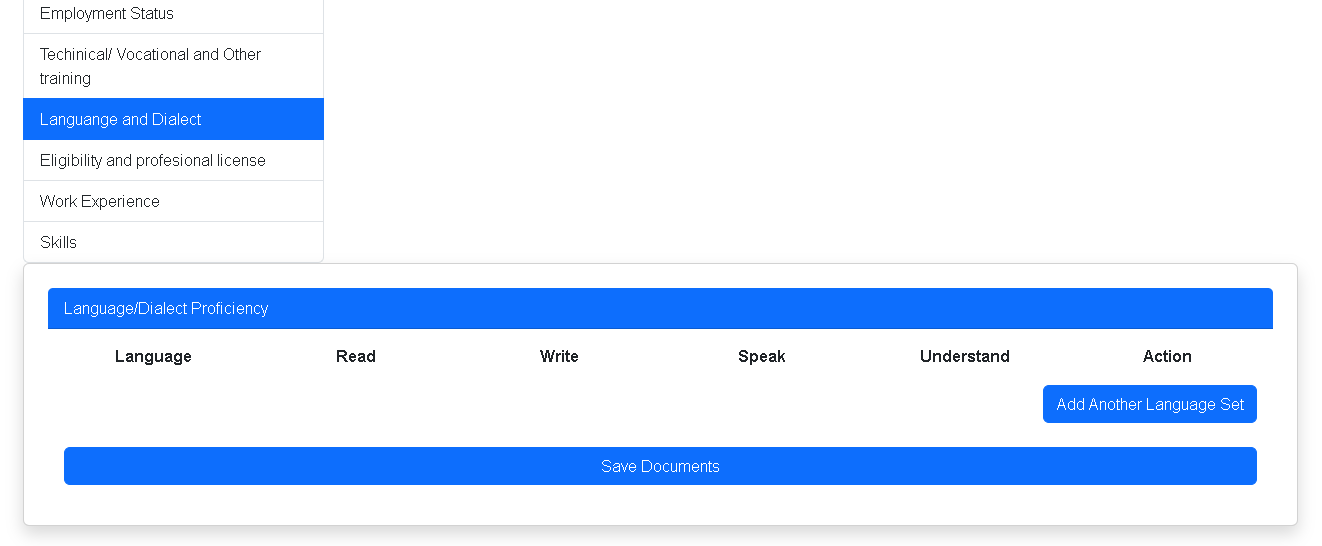 Employment Status
Techinical/ Vocational and Other
training
Languange and Dialect
Eligibility and profesional license
Work Experience
Skills
Language/Dialect Proficiency
Language Read Write Speak Understand Action
Add Another Language Set
Save Documents